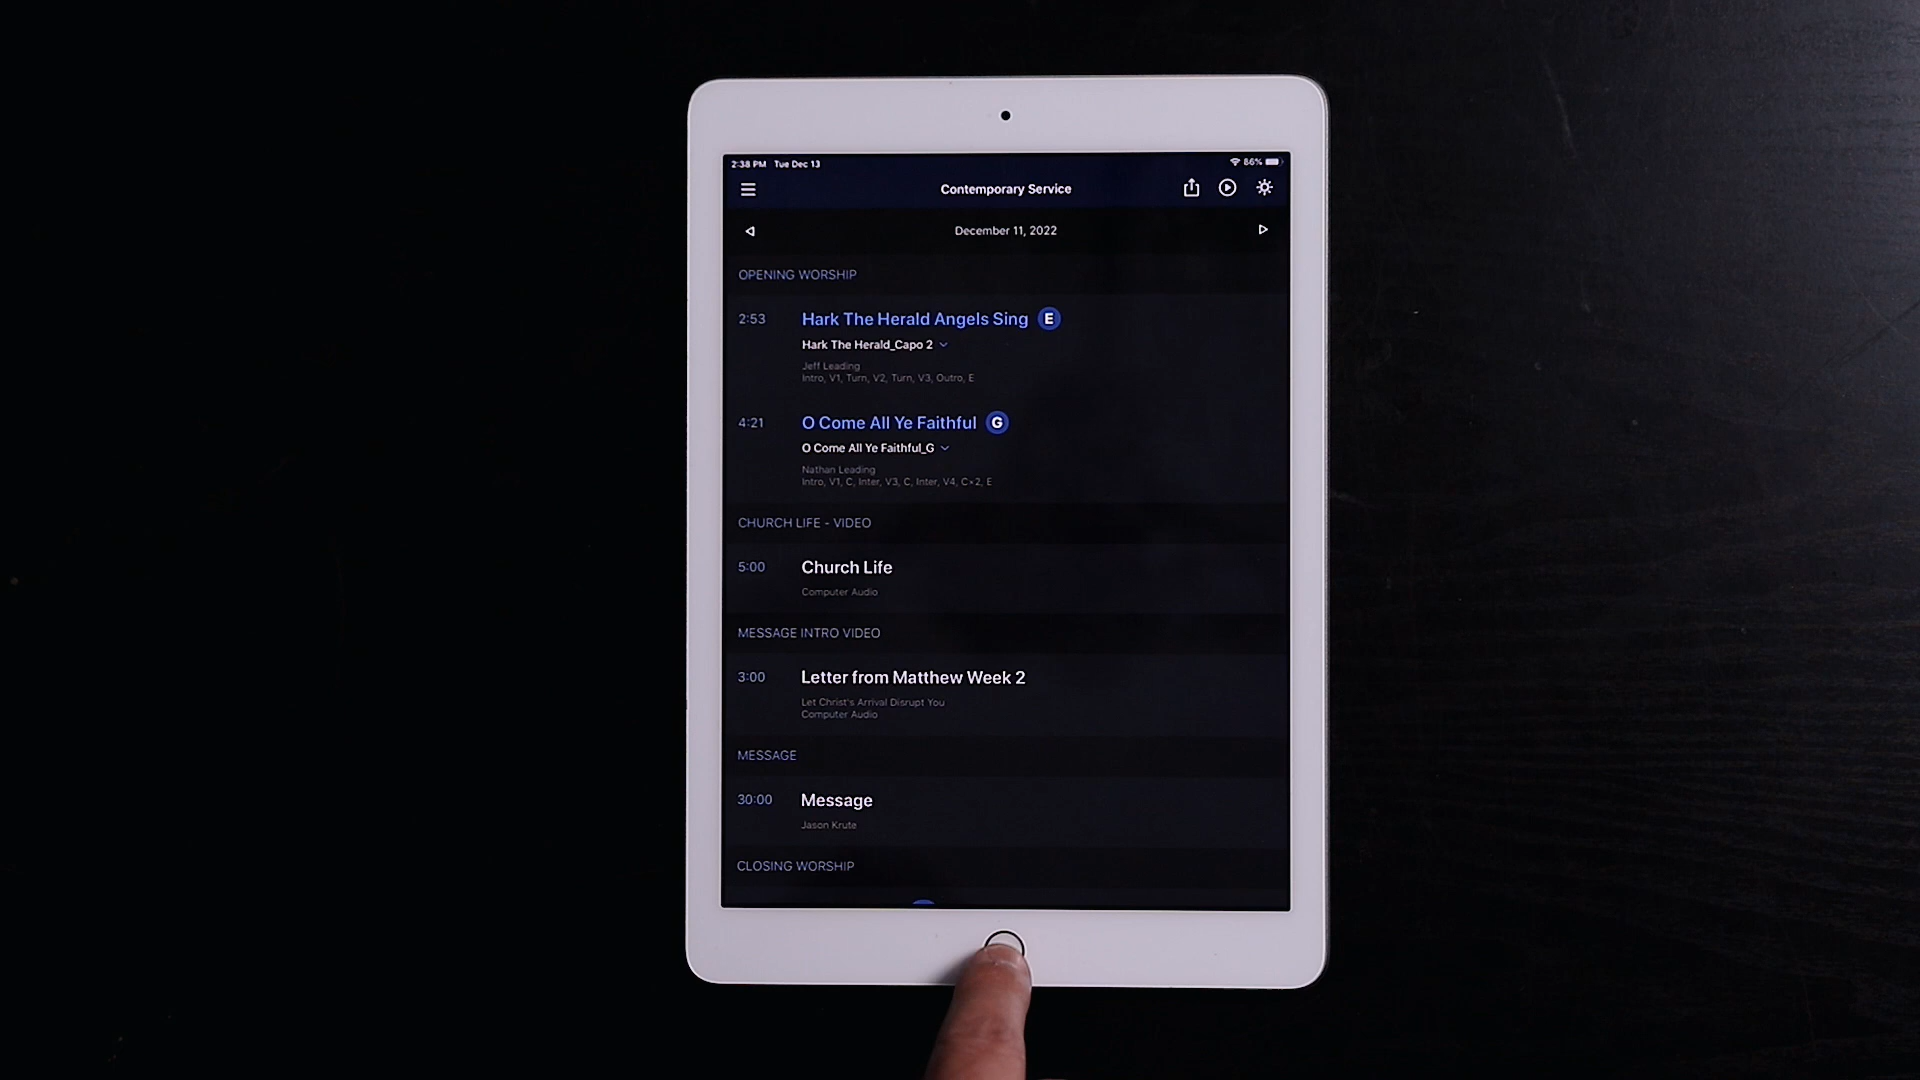 2:38 PM Tue Dec 13 86%
Contemporary Service
December 11, 2022
OPENING WORSHIP
2:53 Hark The Herald Angels Sing E
Hark The Herald_Capo 2
Jeff Leading
Intro, V1, Turn, V2, Turn, V3, Outro, E
4:21 O Come All Ye Faithful G
O Come All Ye Faithful_G
Nathan Leading
Intro, V1, C, Inter, V3, C, Inter, V4, C×2, E
CHURCH LIFE - VIDEO
5:00 Church Life
Computer Audio
MESSAGE INTRO VIDEO
3:00 Letter from Matthew Week 2
Let Christ's Arrival Disrupt You
Computer Audio
MESSAGE
30:00 Message
Jason Krute
CLOSING WORSHIP